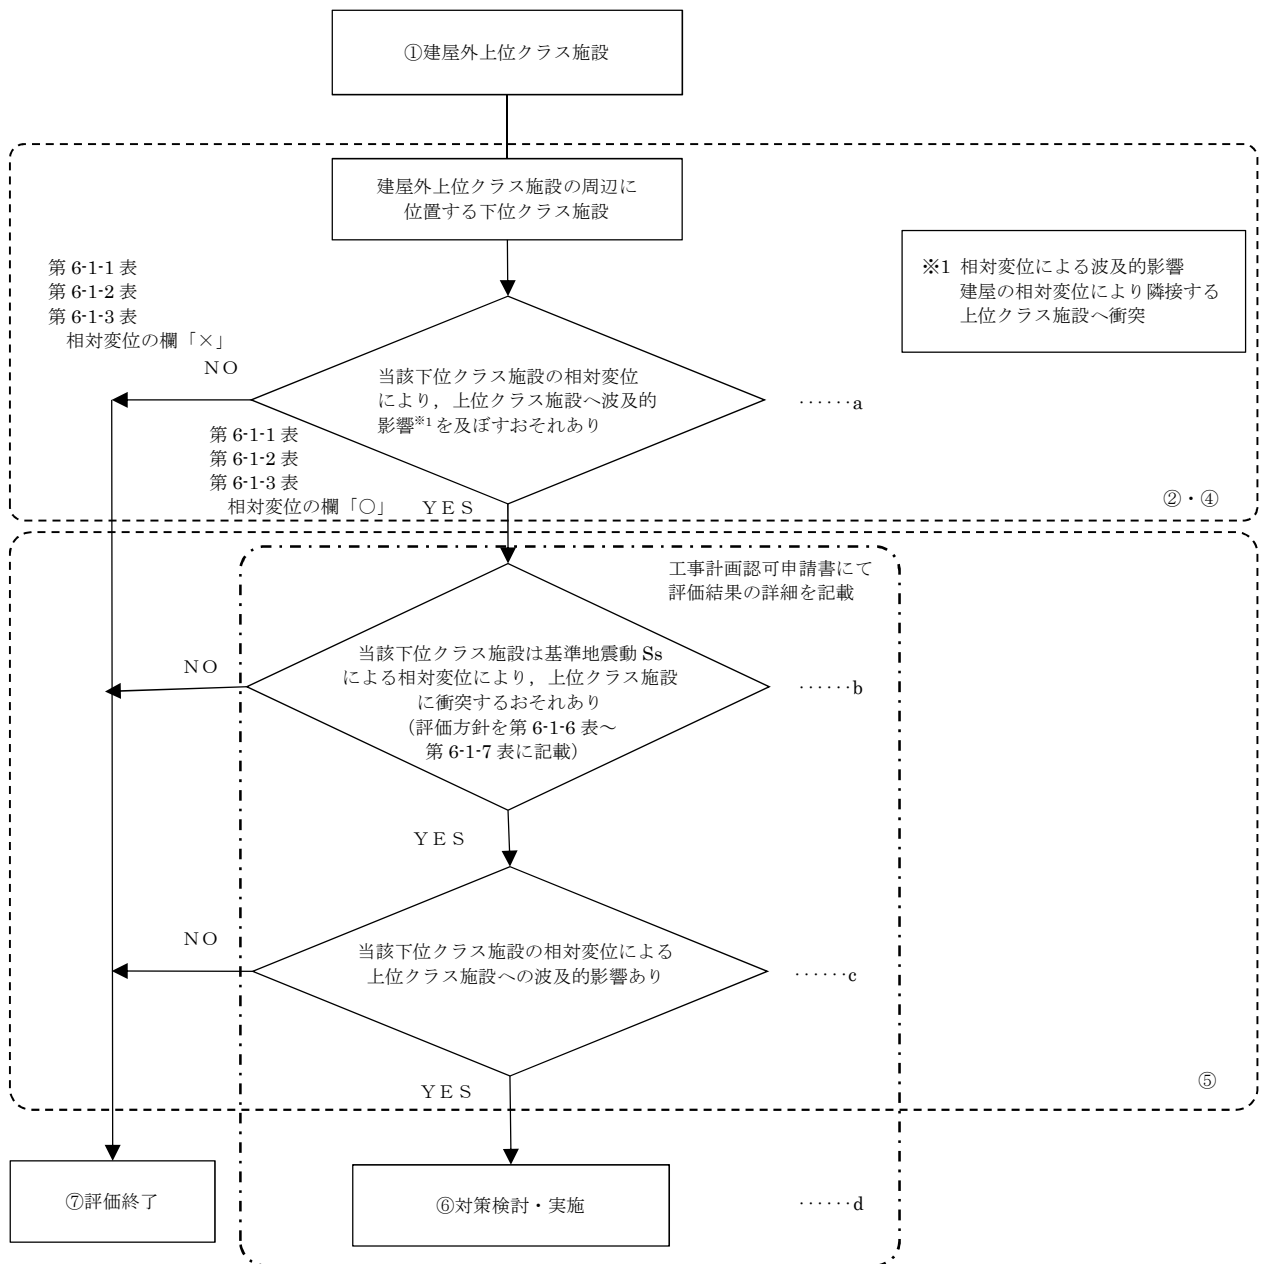 ①建屋外上位クラス施設
建屋外上位クラス施設の周辺に
位置する下位クラス施設
※1 相対変位による波及的影響
建屋の相対変位により隣接する
上位クラス施設へ衝突
第 6-1-1 表
第 6-1-2 表
第 6-1-3 表
相対変位の欄「×」
NO
当該下位クラス施設の相対変位
により，上位クラス施設へ波及的
影響※1 を及ぼすおそれあり
······a
第 6-1-1 表
第 6-1-2 表
第 6-1-3 表
相対変位の欄「○」
YES
②・④
工事計画認可申請書にて
評価結果の詳細を記載
当該下位クラス施設は基準地震動 Ss
による相対変位により，上位クラス施設
に衝突するおそれあり
（評価方針を第 6-1-6 表～
第 6-1-7 表に記載）
NO
······b
YES
当該下位クラス施設の相対変位による
上位クラス施設への波及的影響あり
NO
······c
YES
⑤
⑦評価終了
⑥対策検討・実施
······d